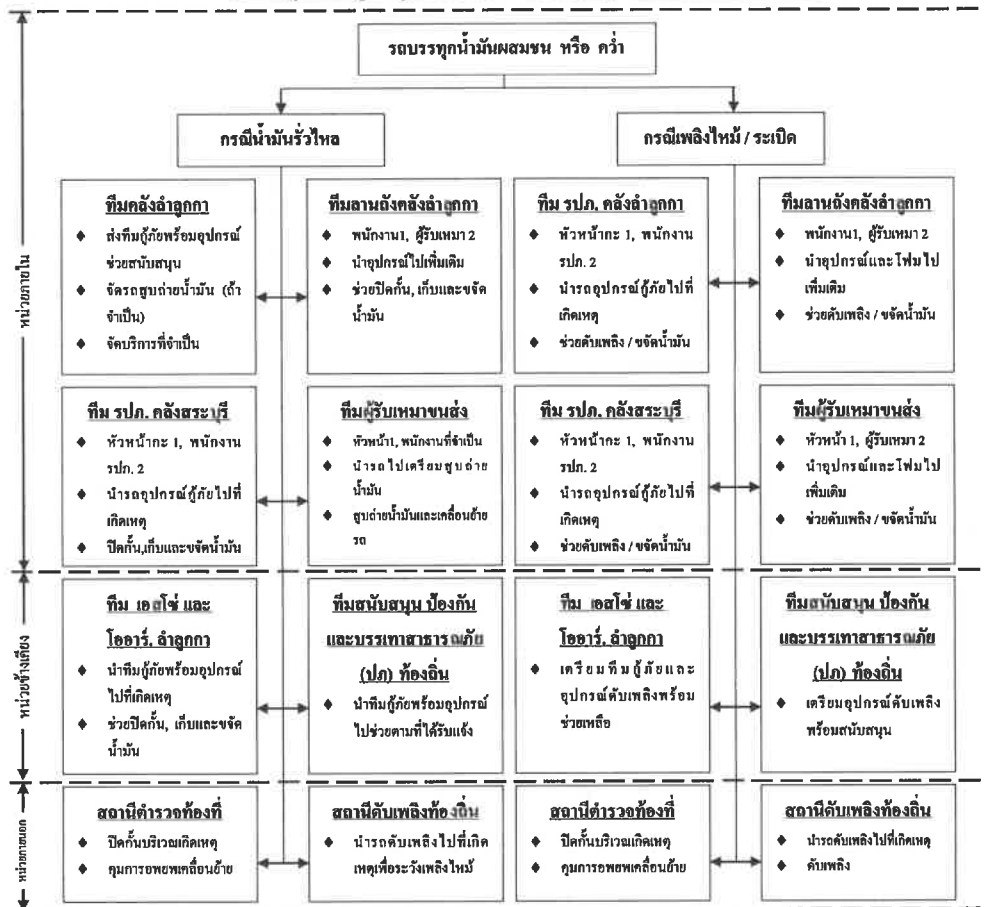 รถบรรทุกน้ำมันผสมชน หรือ คว่ำ
กรณีน้ำมันรั่วไหล
กรณีเพลิงไหม้ / ระเบิด
หน่วยภายใน
ทีมคลังลำลูกกา
◆ ส่งทีมกู้ภัยพร้อมอุปกรณ์
ช่วยสนับสนุน
◆ จัดรถสูบถ่ายน้ำมัน (ถ้า
จำเป็น)
◆ จัดบริการที่จำเป็น
ทีมลานถังคลังลำลูกกา
◆ พนักงาน1, ผู้รับเหมา 2
◆ นำอุปกรณ์ไปเพิ่มเติม
◆ ช่วยปิดกั้น, เก็บและขจัด
น้ำมัน
ทีม รปภ. คลังลำลูกกา
◆ หัวหน้ากะ 1, พนักงาน
รปภ. 2
◆ นำรถอุปกรณ์กู้ภัยไปที่
เกิดเหตุ
◆ ช่วยดับเพลิง / ขจัดน้ำมัน
ทีมลานถังคลังลำลูกกา
◆ พนักงาน1, ผู้รับเหมา 2
◆ นำอุปกรณ์และโฟมไป
เพิ่มเติม
◆ ช่วยดับเพลิง / ขจัดน้ำมัน
ทีม รปภ. คลังสระบุรี
◆ หัวหน้ากะ 1, พนักงาน
รปภ. 2
◆ นำรถอุปกรณ์กู้ภัยไปที่
เกิดเหตุ
◆ ปิดกั้น,เก็บและขจัดน้ำมัน
ทีมผู้รับเหมาขนส่ง
◆ หัวหน้า1, พนักงานที่จำเป็น
◆ นำรถไปเตรียมสูบถ่าย
น้ำมัน
◆ สูบถ่ายน้ำมันและเคลื่อนย้าย
รถ
ทีม รปภ. คลังลำลูกกา
◆ หัวหน้ากะ 1, พนักงาน
รปภ. 2
◆ นำรถอุปกรณ์กู้ภัยไปที่
เกิดเหตุ
◆ ช่วยดับเพลิง / ขจัดน้ำมัน
ทีมผู้รับเหมาขนส่ง
◆ หัวหน้า 1, ผู้รับเหมา 2
◆ นำอุปกรณ์และโฟมไป
เพิ่มเติม
◆ ช่วยดับเพลิง / ขจัดน้ำมัน
หน่วยข้างเคียง
ทีม เอสโซ่ และ
โออาร์. ลำลูกกา
◆ นำทีมกู้ภัยพร้อมอุปกรณ์
ไปที่เกิดเหตุ
◆ ช่วยปิดกั้น, เก็บและขจัด
น้ำมัน
ทีมสนับสนุน ป้องกัน
และบรรเทาสาธารณภัย
(ปภ) ท้องถิ่น
◆ นำทีมกู้ภัยพร้อมอุปกรณ์
ไปช่วยตามที่ได้รับแจ้ง
ทีม เอสโซ่ และ
โออาร์. ลำลูกกา
◆ เตรียมทีมกู้ภัยและ
อุปกรณ์ดับเพลิงพร้อม
ช่วยเหลือ
ทีมสนับสนุน ป้องกัน
และบรรเทาสาธารณภัย
(ปภ) ท้องถิ่น
◆ เตรียมอุปกรณ์ดับเพลิง
พร้อมสนับสนุน
หน่วยภายนอก
สถานีตำรวจท้องที่
◆ ปิดกั้นบริเวณเกิดเหตุ
◆ คุมการอพยพเคลื่อนย้าย
สถานีดับเพลิงท้องถิ่น
◆ นำรถดับเพลิงไปที่เกิด
เหตุเพื่อระวังเพลิงไหม้
สถานีตำรวจท้องที่
◆ ปิดกั้นบริเวณเกิดเหตุ
◆ คุมการอพยพเคลื่อนย้าย
สถานีดับเพลิงท้องถิ่น
◆ นำรถดับเพลิงไปที่เกิดเหตุ
◆ ดับเพลิง